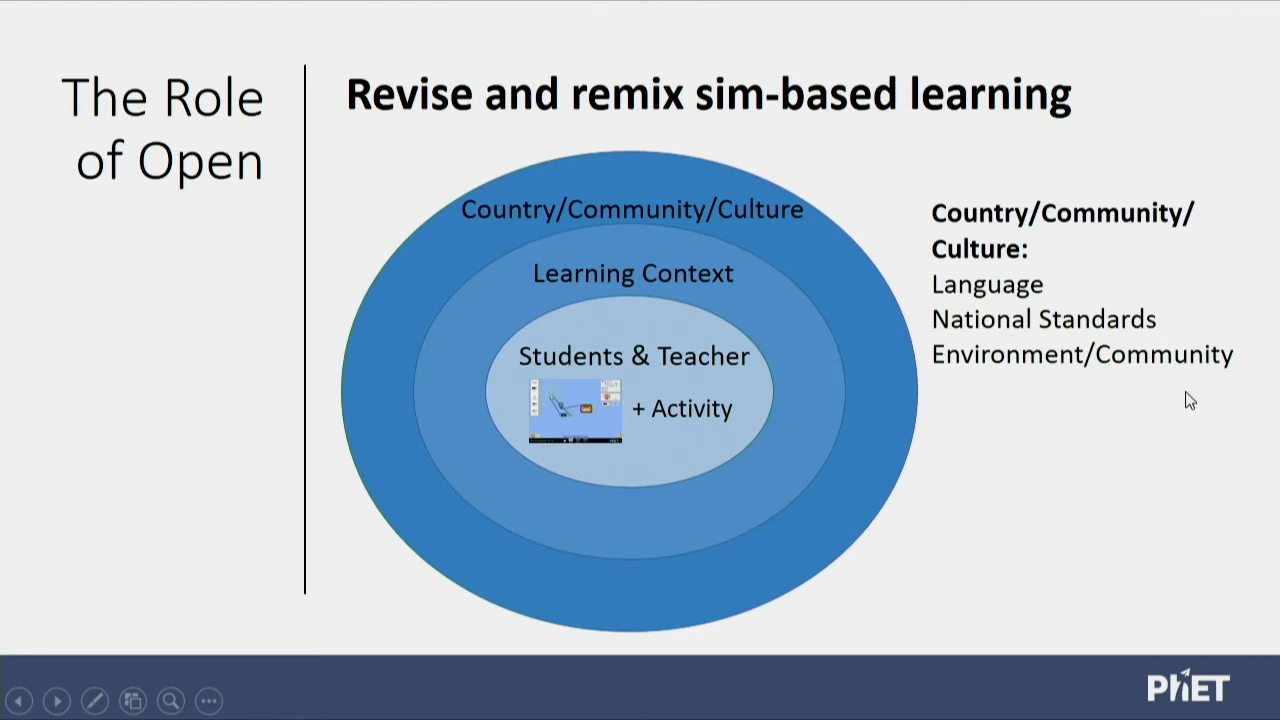 The Role
of Open
Revise and remix sim-based learning
Country/Community/Culture
Learning Context
Students & Teacher
+ Activity
Country/Community/
Culture:
Language
National Standards
Environment/Community
PhET